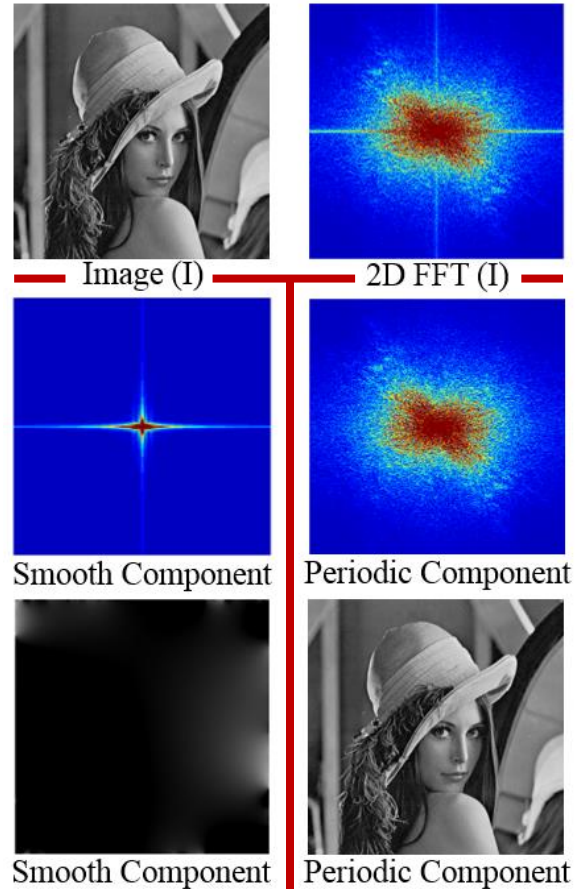 Image (I)
2D FFT (I)
Smooth Component
Periodic Component
Smooth Component
Periodic Component